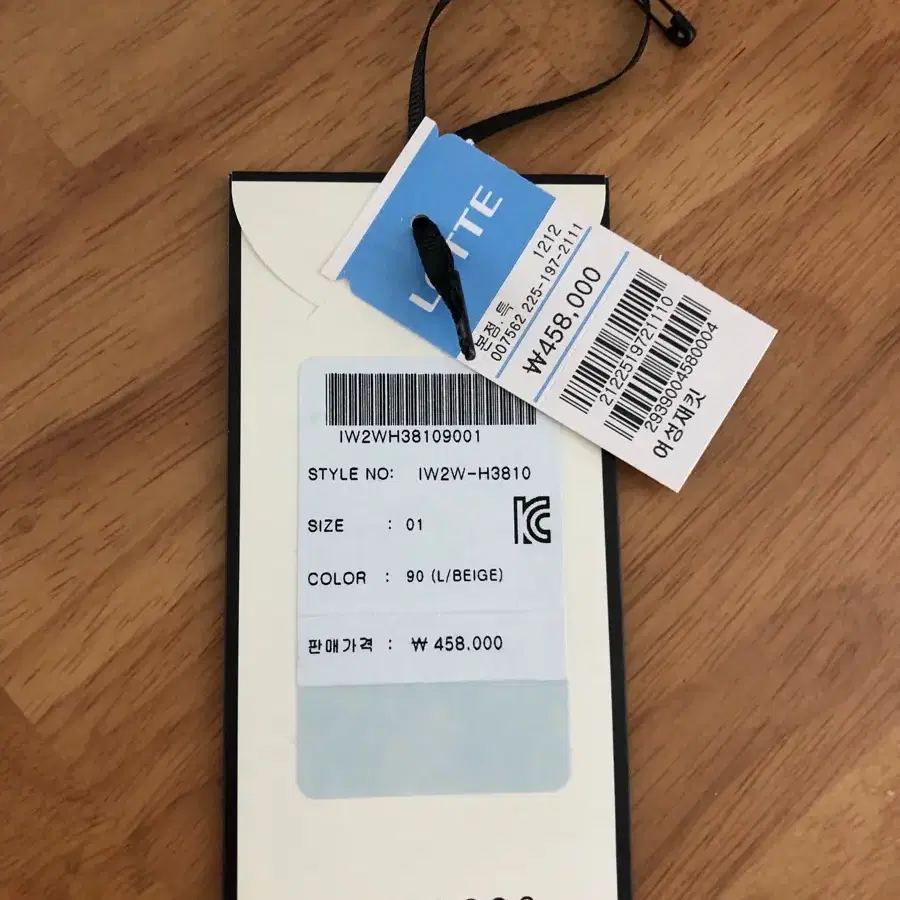 LOTTE
본점 특 1212
007562 225-197-2111
₩458,000
2122519721110
2939004580004
여성재킷
IW2WH38109001
STYLE NO: IW2W-H3810
SIZE : 01
COLOR : 90 (L/BEIGE)
판매가격 : ₩ 458.000